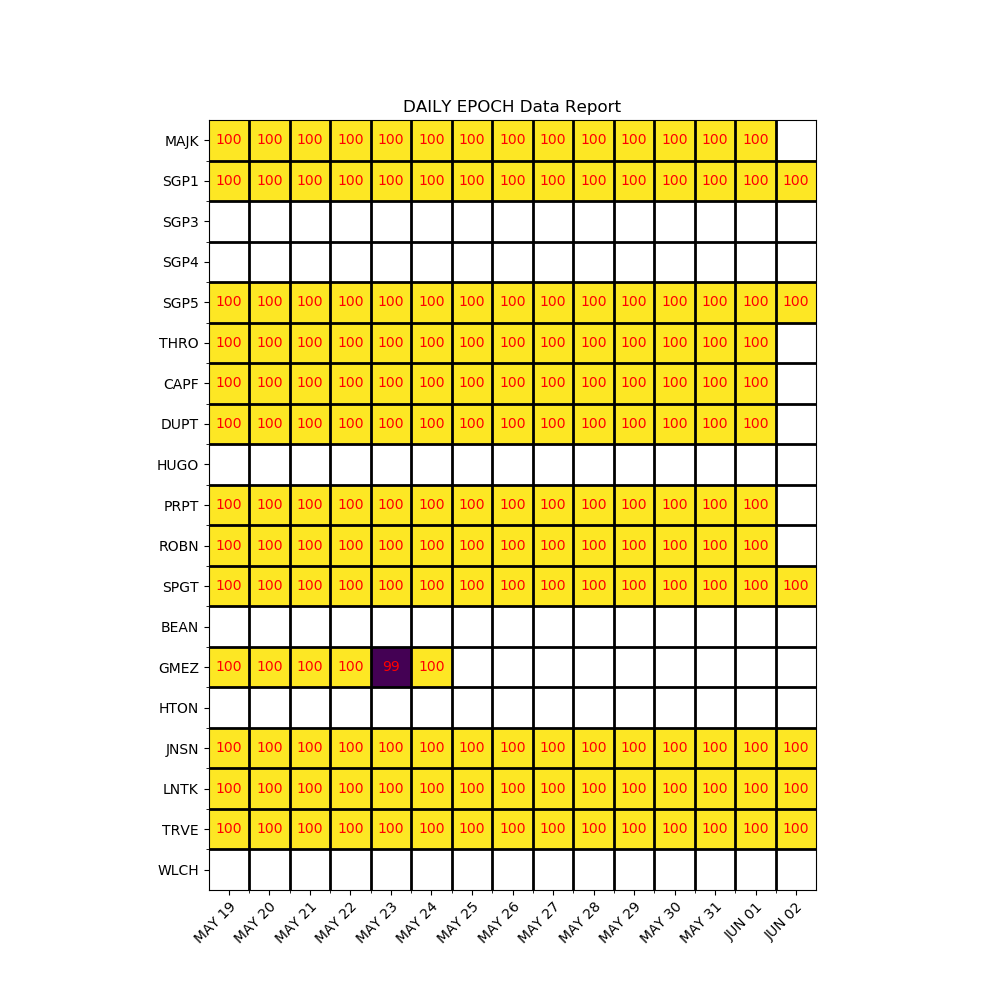 DAILY EPOCH Data Report
MAJK 100 100 100 100 100 100 100 100 100 100 100 100 100 100
SGP1 100 100 100 100 100 100 100 100 100 100 100 100 100 100 100
SGP3
SGP4
SGP5 100 100 100 100 100 100 100 100 100 100 100 100 100 100 100
THRO 100 100 100 100 100 100 100 100 100 100 100 100 100 100
CAPF 100 100 100 100 100 100 100 100 100 100 100 100 100 100
DUPT 100 100 100 100 100 100 100 100 100 100 100 100 100 100
HUGO
PRPT 100 100 100 100 100 100 100 100 100 100 100 100 100 100
ROBN 100 100 100 100 100 100 100 100 100 100 100 100 100 100
SPGT 100 100 100 100 100 100 100 100 100 100 100 100 100 100 100
BEAN
GMEZ 100 100 100 100 99 100
HTON
JNSN 100 100 100 100 100 100 100 100 100 100 100 100 100 100 100
LNTK 100 100 100 100 100 100 100 100 100 100 100 100 100 100 100
TRVE 100 100 100 100 100 100 100 100 100 100 100 100 100 100 100
WLCH
MAY 19 MAY 20 MAY 21 MAY 22 MAY 23 MAY 24 MAY 25 MAY 26 MAY 27 MAY 28 MAY 29 MAY 30 MAY 31 JUN 01 JUN 02